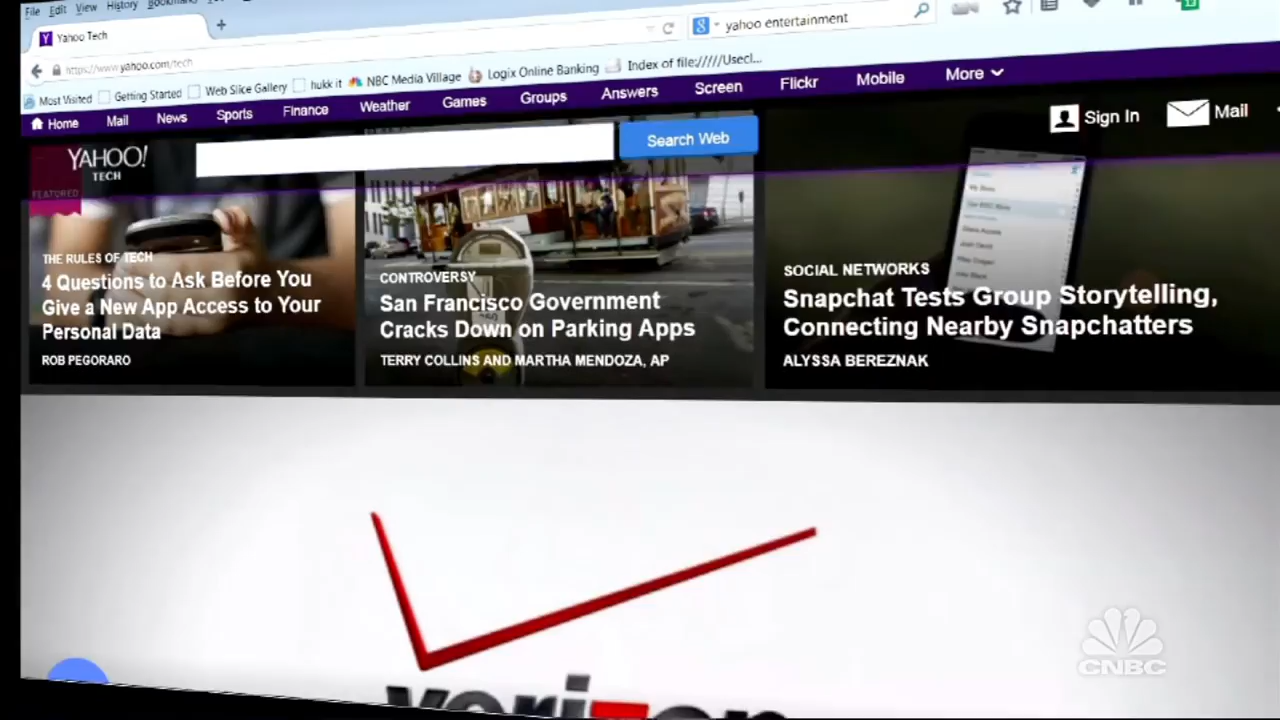 File Edit View History Bookmarks
Yahoo Tech
https://www.yahoo.com/tech
yahoo entertainment
Most Visited Getting Started Web Slice Gallery hukk it NBC Media Village Logix Online Banking Index of file://///Usecl...
Home Mail News Sports Finance Weather Games Groups Answers Screen Flickr Mobile More
YAHOO!
TECH
Search Web
Sign In
Mail
FEATURED
THE RULES OF TECH
4 Questions to Ask Before You
Give a New App Access to Your
Personal Data
ROB PEGORARO
CONTROVERSY
San Francisco Government
Cracks Down on Parking Apps
TERRY COLLINS AND MARTHA MENDOZA, AP
SOCIAL NETWORKS
Snapchat Tests Group Storytelling,
Connecting Nearby Snapchatters
ALYSSA BEREZNAK
verizon
CNBC